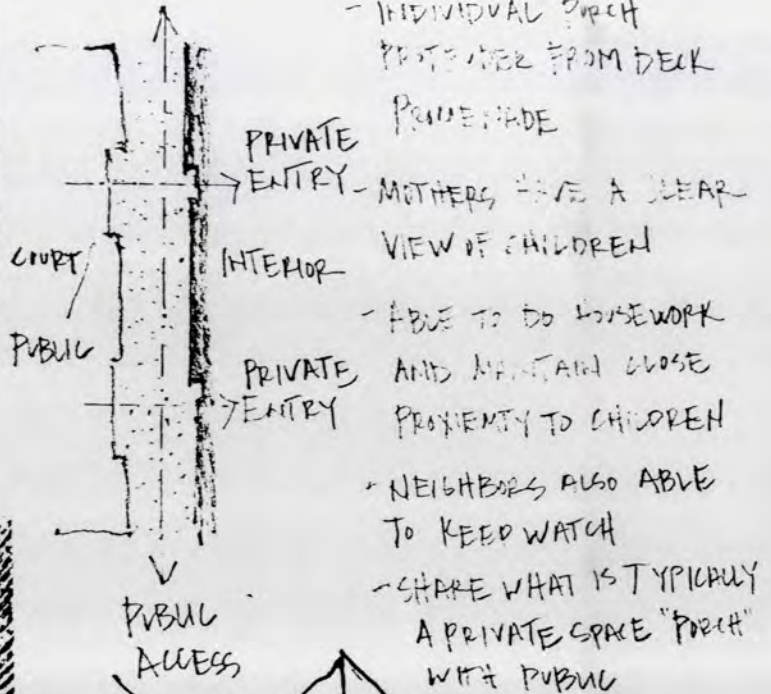 - INDIVIDUAL PORCH
FROM DECK
PROMENADE
PRIVATE
ENTRY
- MOTHERS HAVE A CLEAR
VIEW OF CHILDREN
COURT
INTERIOR
PUBLIC
- ABLE TO DO HOUSEWORK
AND MAINTAIN CLOSE
PROXIEMTY TO CHILDREN
PRIVATE
ENTRY
- NEIGHBORS ALSO ABLE
TO KEEP WATCH
- SHARE WHAT IS TYPICALLY
A PRIVATE SPACE "PORCH"
WITH PUBLIC
PUBLIC
ACCESS